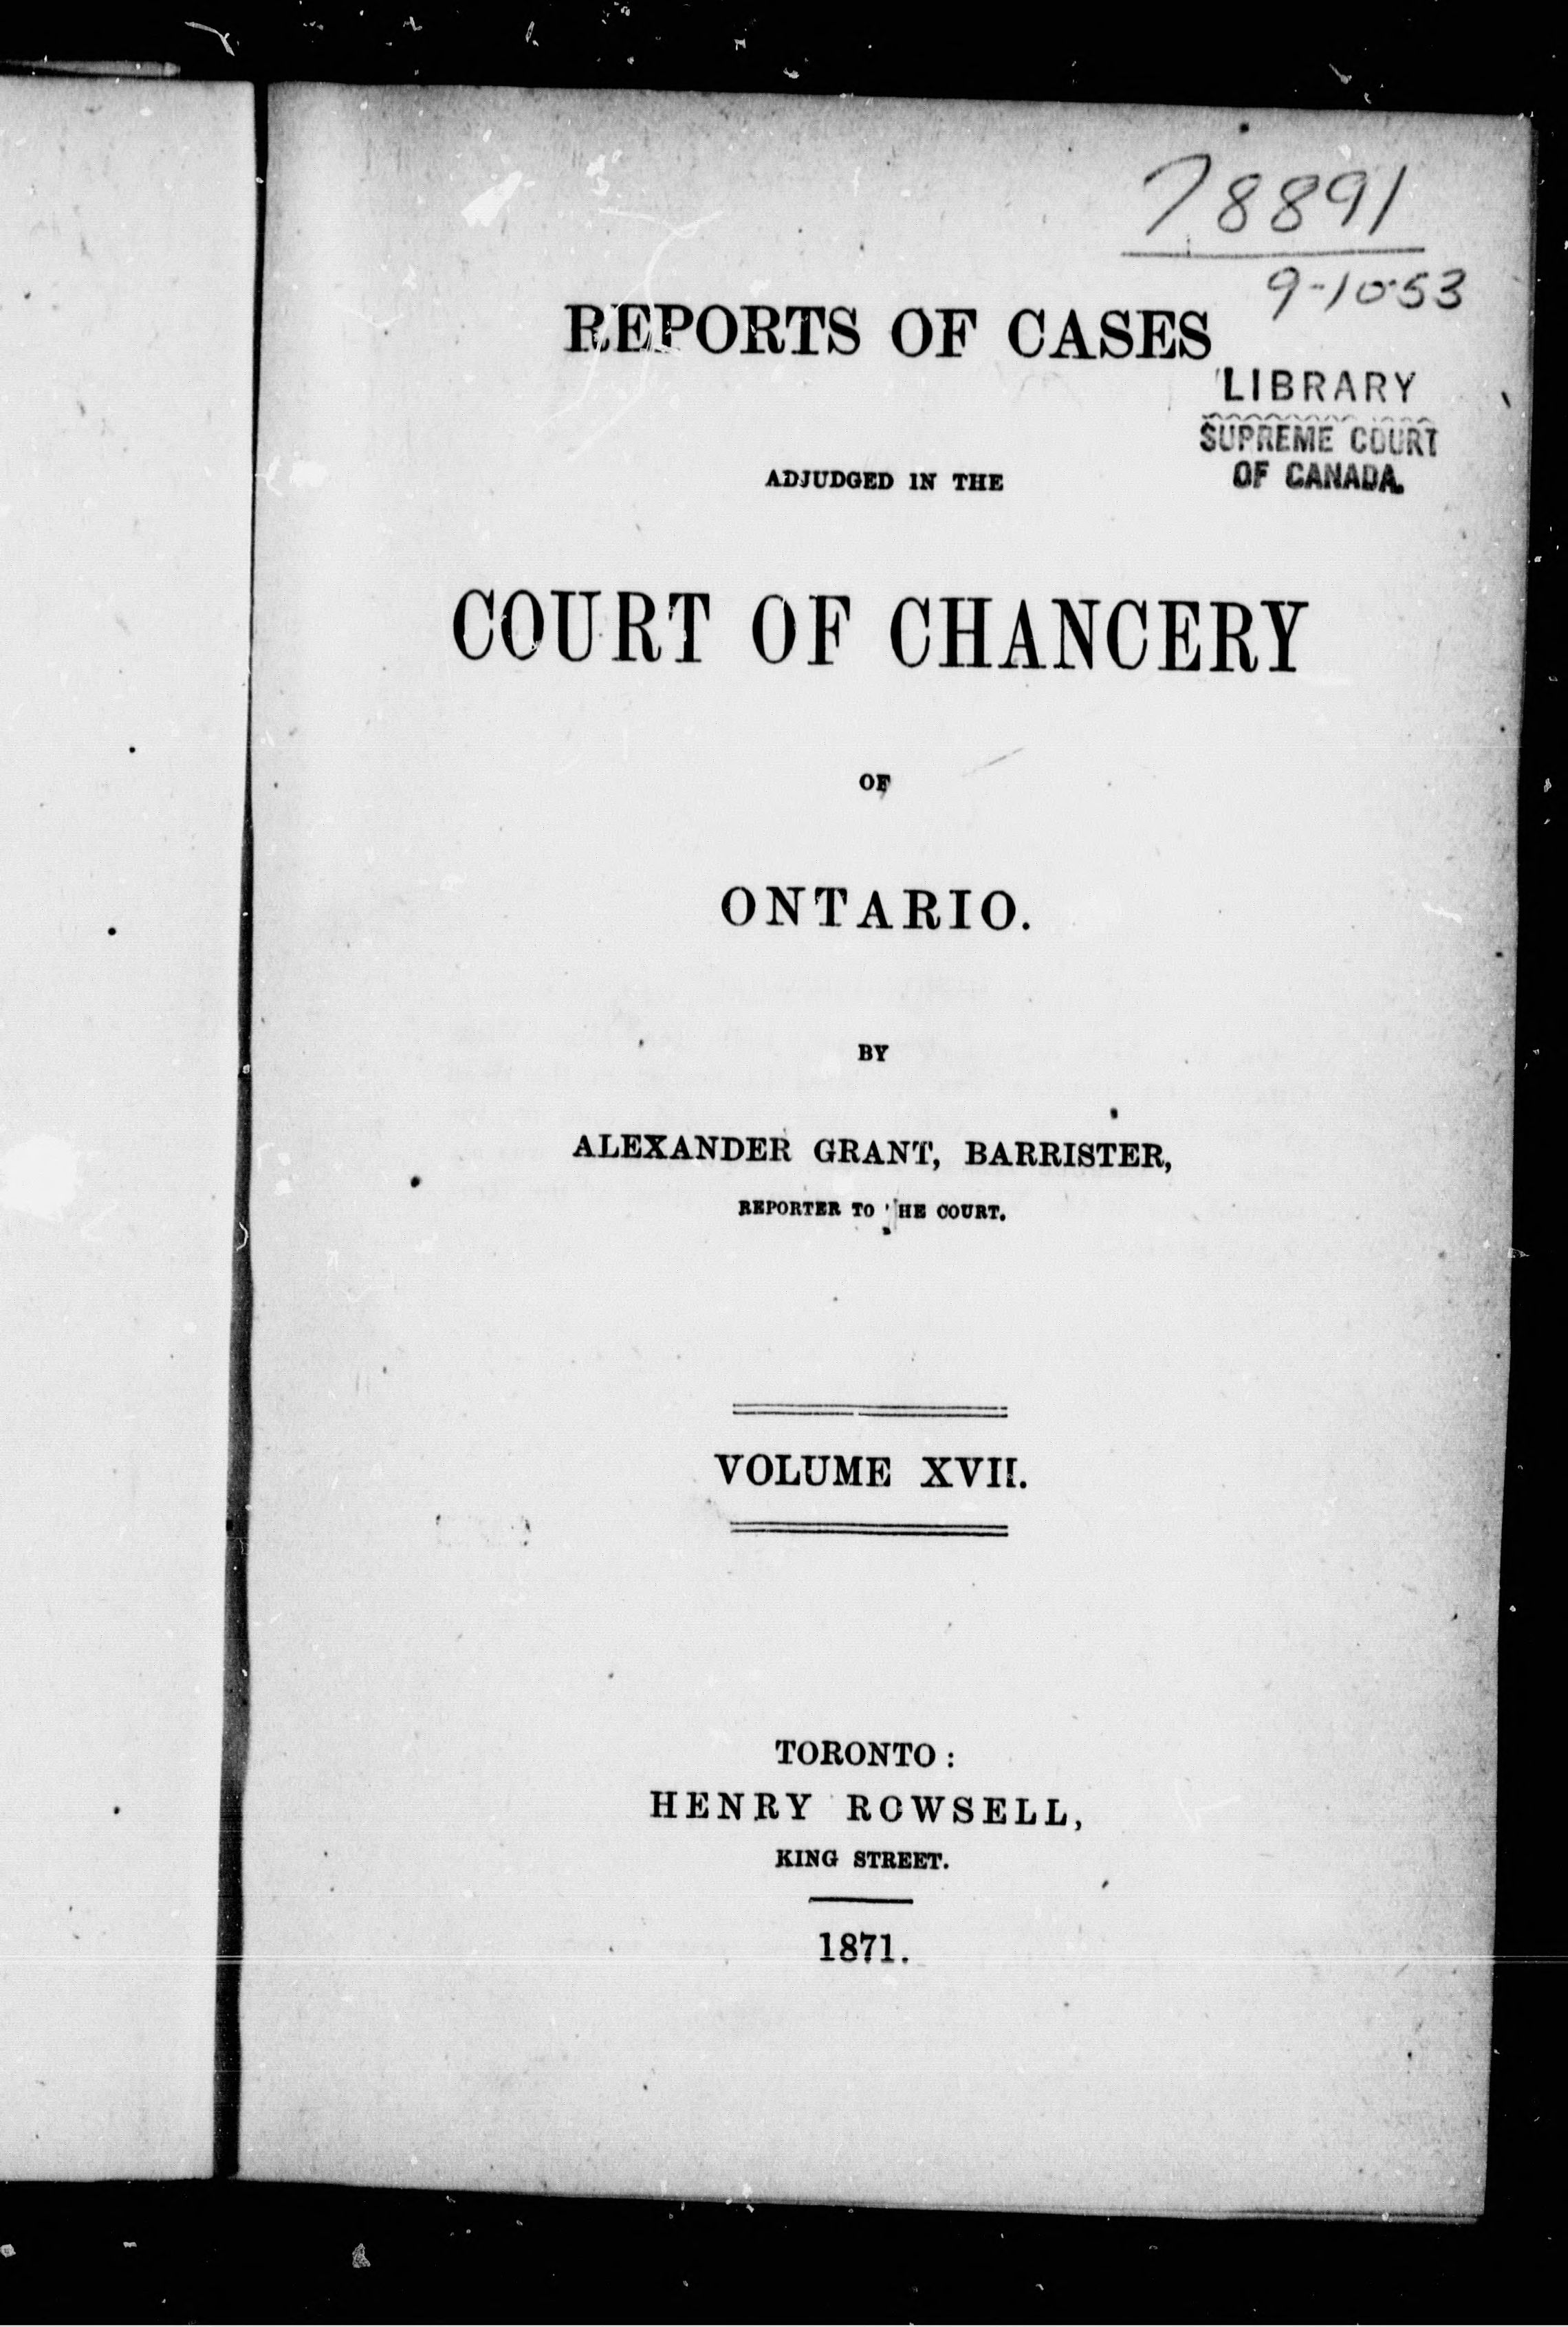 78891
9-10-53
REPORTS OF CASES
LIBRARY
SUPREME COURT
OF CANADA.
ADJUDGED IN THE
COURT OF CHANCERY
OF
ONTARIO.
BY
ALEXANDER GRANT, BARRISTER,
REPORTER TO THE COURT.
VOLUME XVII.
TORONTO:
HENRY ROWSELL,
KING STREET.
1871.